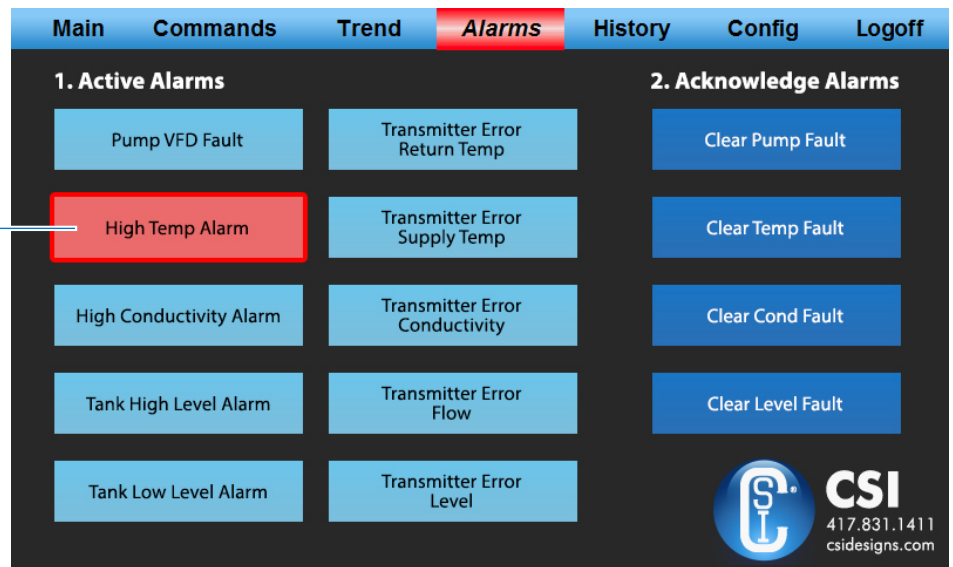 Main Commands Trend Alarms History Config Logoff
1. Active Alarms
2. Acknowledge Alarms
Pump VFD Fault
Transmitter Error
Return Temp
Clear Pump Fault
High Temp Alarm
Transmitter Error
Supply Temp
Clear Temp Fault
High Conductivity Alarm
Transmitter Error
Conductivity
Clear Cond Fault
Tank High Level Alarm
Transmitter Error
Flow
Clear Level Fault
Tank Low Level Alarm
Transmitter Error
Level
CSI
CSI
417.831.1411
csidesigns.com